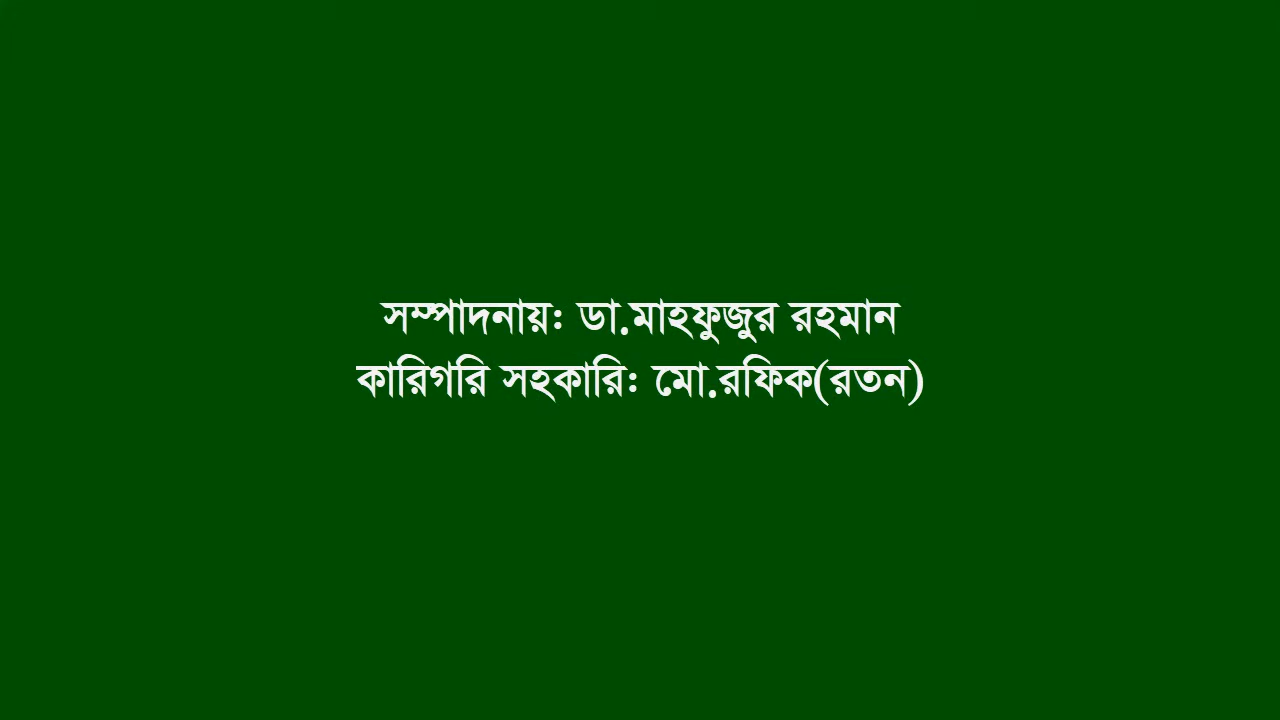 সম্পাদনায়: ডা.মাহফুজুর রহমান
কারিগরি সহকারি: মো.রফিক(রতন)